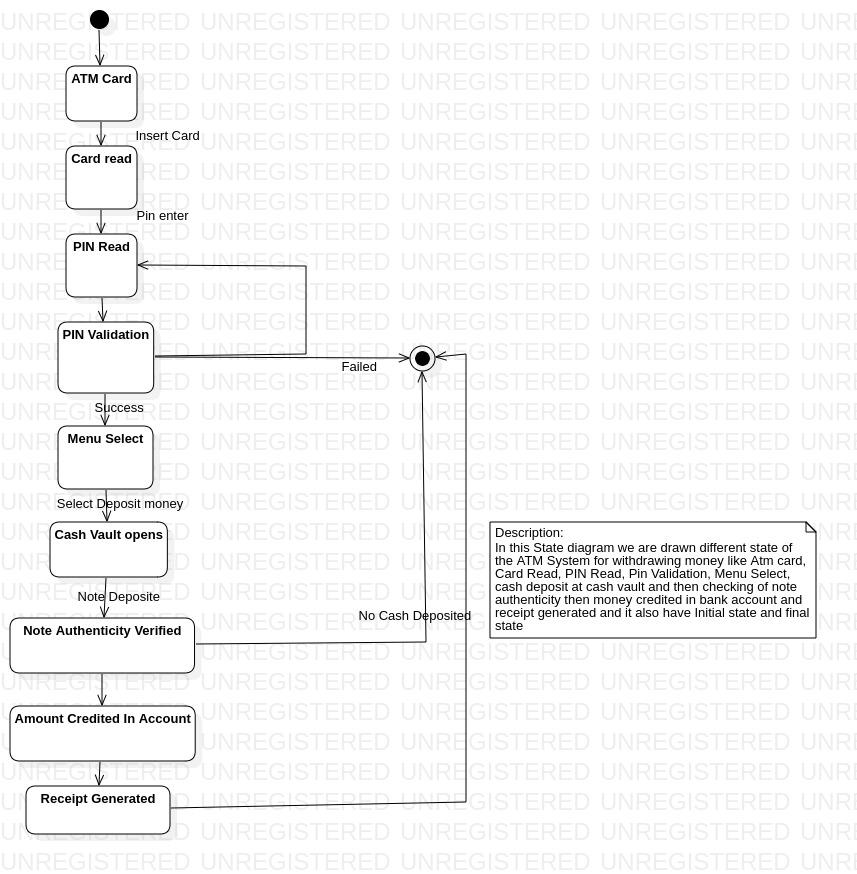 ATM Card
Insert Card
Card read
Pin enter
PIN Read
PIN Validation
Failed
Success
Menu Select
Select Deposit money
Cash Vault opens
Note Deposite
No Cash Deposited
Note Authenticity Verified
Amount Credited In Account
Receipt Generated
Description:
In this State diagram we are drawn different state of
the ATM System for withdrawing money like Atm card,
Card Read, PIN Read, Pin Validation, Menu Select,
cash deposit at cash vault and then checking of note
authenticity then money credited in bank account and
receipt generated and it also have Initial state and final
state
UNREGISTERED